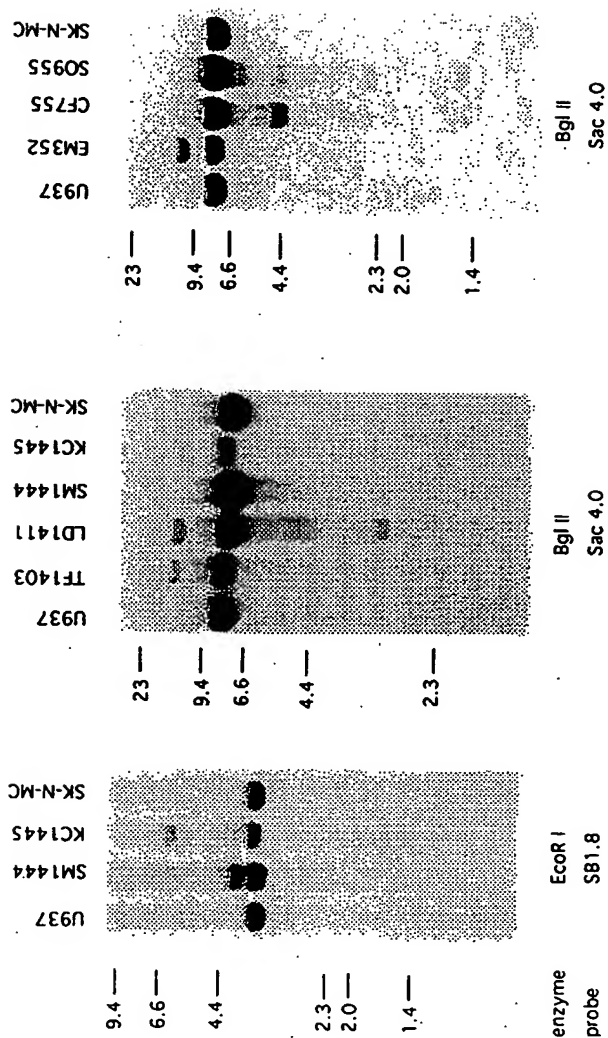 U937
SM1444
KC1445
SK-N-MC
9.4
6.6
4.4
2.3
2.0
1.4
enzyme
EcoR I
probe
SB1.8
U937
TF1403
LD1411
SM1444
KC1445
SK-N-MC
23
9.4
6.6
4.4
2.3
Bgl II
Sac 4.0
U937
EM352
CF755
SO955
SK-N-MC
23
9.4
6.6
4.4
2.3
2.0
1.4
Bgl II
Sac 4.0